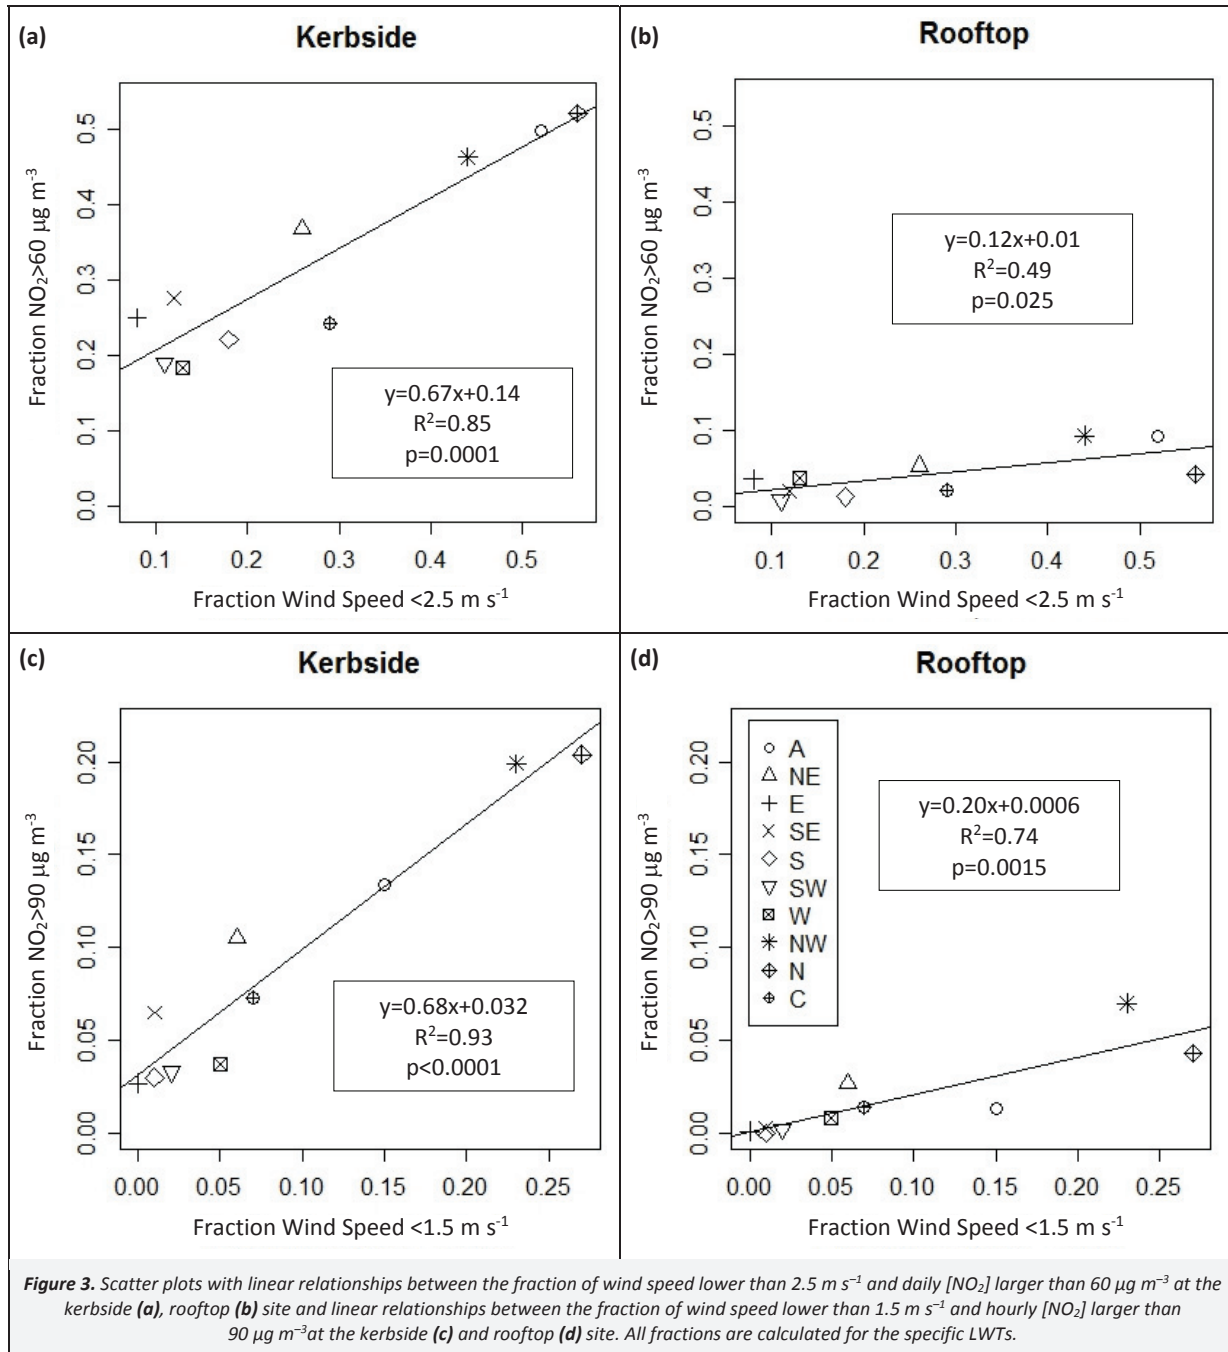 (a)
Kerbside
Fraction NO₂>60 µg m⁻³
0.0 0.1 0.2 0.3 0.4 0.5
y=0.67x+0.14
R²=0.85
p=0.0001
0.1 0.2 0.3 0.4 0.5
Fraction Wind Speed <2.5 m s⁻¹
(b)
Rooftop
Fraction NO₂>60 µg m⁻³
0.0 0.1 0.2 0.3 0.4 0.5
y=0.12x+0.01
R²=0.49
p=0.025
0.1 0.2 0.3 0.4 0.5
Fraction Wind Speed <2.5 m s⁻¹
(c)
Kerbside
Fraction NO₂>90 µg m⁻³
0.00 0.05 0.10 0.15 0.20
y=0.68x+0.032
R²=0.93
p<0.0001
0.00 0.05 0.10 0.15 0.20 0.25
Fraction Wind Speed <1.5 m s⁻¹
(d)
Rooftop
Fraction NO₂>90 µg m⁻³
0.00 0.05 0.10 0.15 0.20
A
NE
E
SE
S
SW
W
NW
N
C
y=0.20x+0.0006
R²=0.74
p=0.0015
0.00 0.05 0.10 0.15 0.20 0.25
Fraction Wind Speed <1.5 m s⁻¹
Figure 3. Scatter plots with linear relationships between the fraction of wind speed lower than 2.5 m s⁻¹ and daily [NO₂] larger than 60 µg m⁻³ at the
kerbside (a), rooftop (b) site and linear relationships between the fraction of wind speed lower than 1.5 m s⁻¹ and hourly [NO₂] larger than
90 µg m⁻³at the kerbside (c) and rooftop (d) site. All fractions are calculated for the specific LWTs.